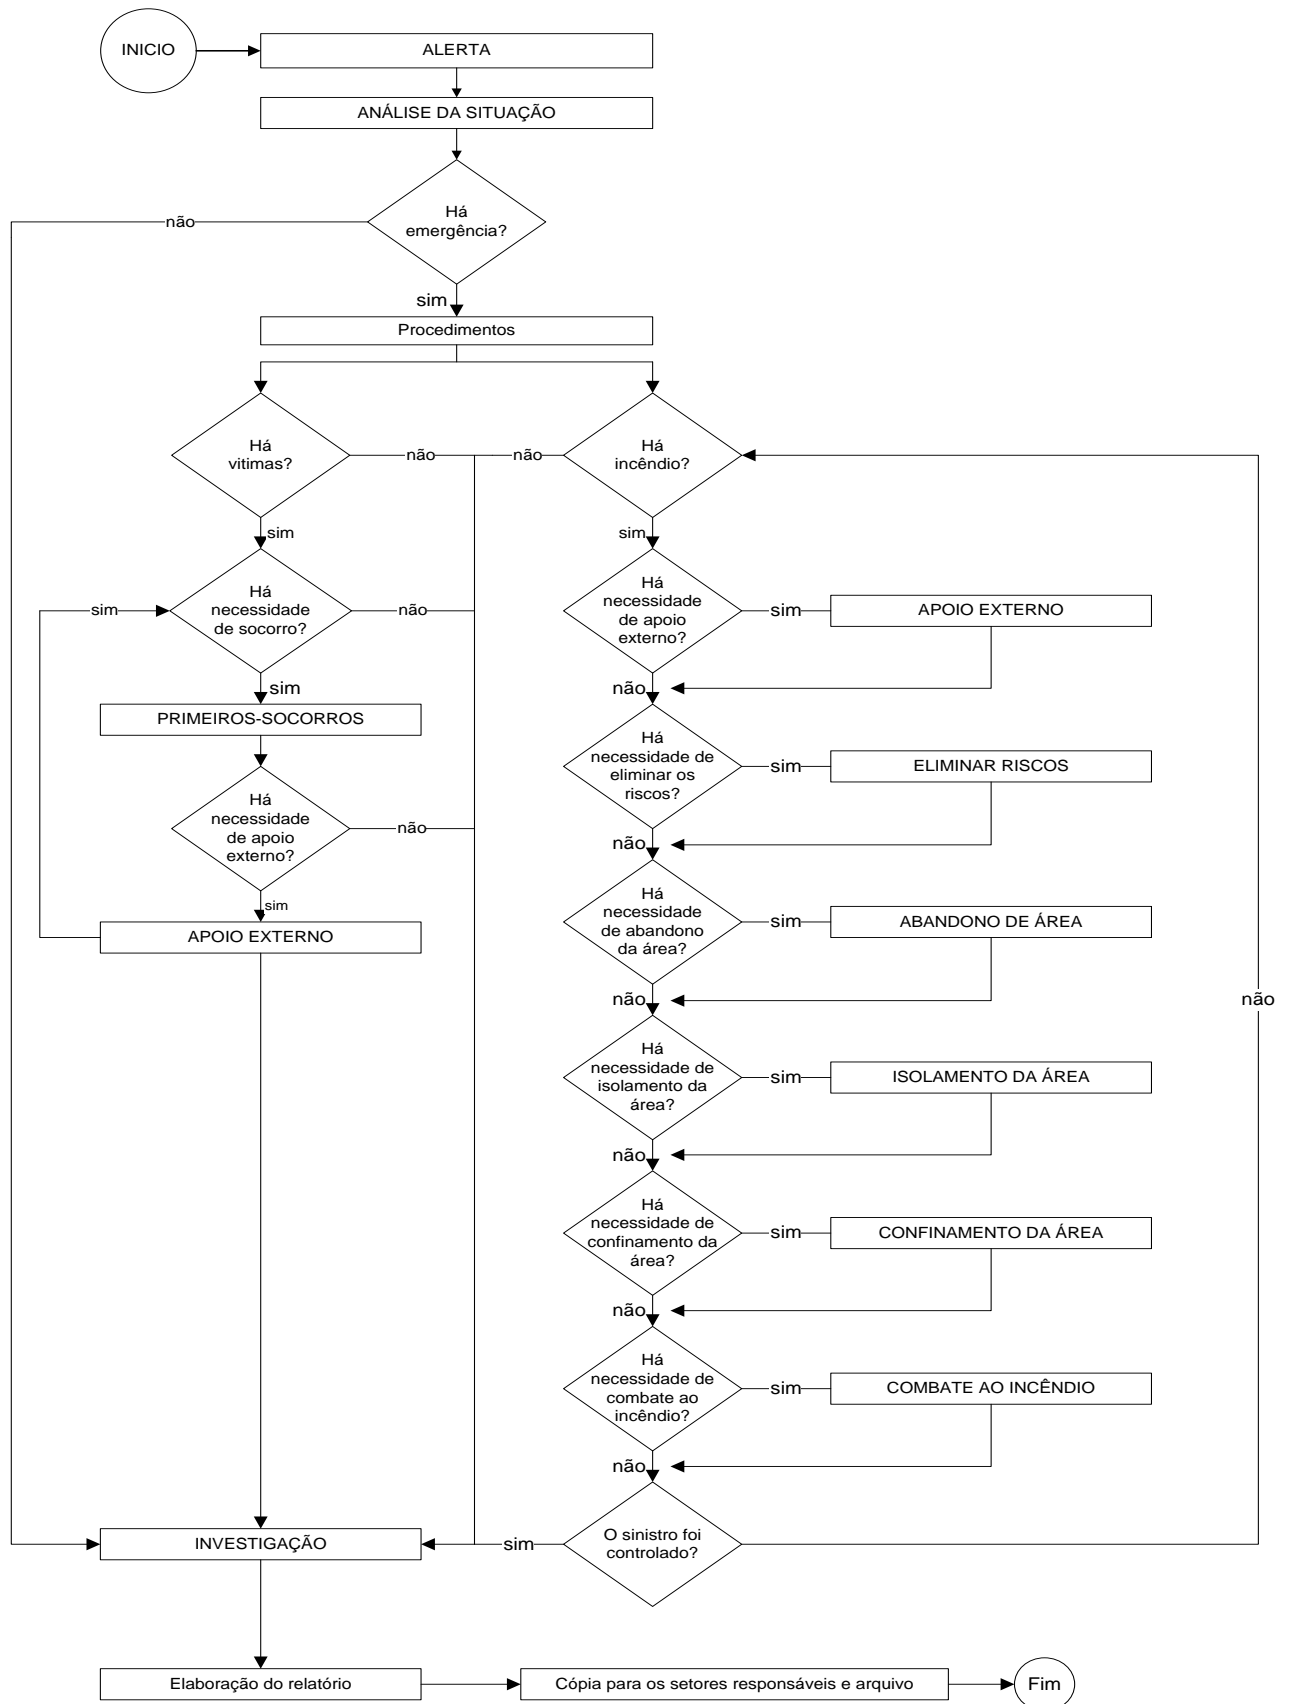 INICIO
ALERTA
ANÁLISE DA SITUAÇÃO
Há
emergência?
não
sim
Procedimentos
Há
vitimas?
não
não
Há
incêndio?
sim
sim
Há
necessidade
de socorro?
sim
não
Há
necessidade
de apoio
externo?
sim
APOIO EXTERNO
sim
não
PRIMEIROS-SOCORROS
Há
necessidade de
eliminar os
riscos?
sim
ELIMINAR RISCOS
Há
necessidade
de apoio
externo?
não
não
sim
Há
necessidade
de abandono
da área?
sim
ABANDONO DE ÁREA
APOIO EXTERNO
não
não
Há
necessidade de
isolamento da
área?
sim
ISOLAMENTO DA ÁREA
não
Há
necessidade de
confinamento da
área?
sim
CONFINAMENTO DA ÁREA
não
Há
necessidade de
combate ao
incêndio?
sim
COMBATE AO INCÊNDIO
não
O sinistro foi
controlado?
sim
INVESTIGAÇÃO
Elaboração do relatório
Cópia para os setores responsáveis e arquivo
Fim